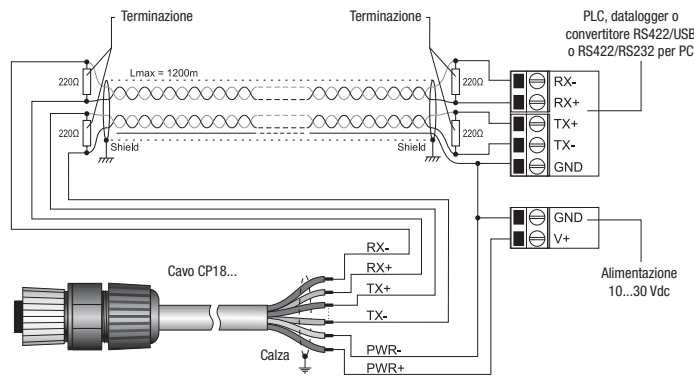 Terminazione
Terminazione
PLC, datalogger o
convertitore RS422/USB
o RS422/RS232 per PC
220Ω
Lmax = 1200m
220Ω
RX-
RX+
220Ω
220Ω
TX+
TX-
Shield
Shield
GND
GND
V+
RX-
Cavo CP18...
RX+
TX+
Alimentazione
10...30 Vdc
TX-
Calza
PWR-
PWR+